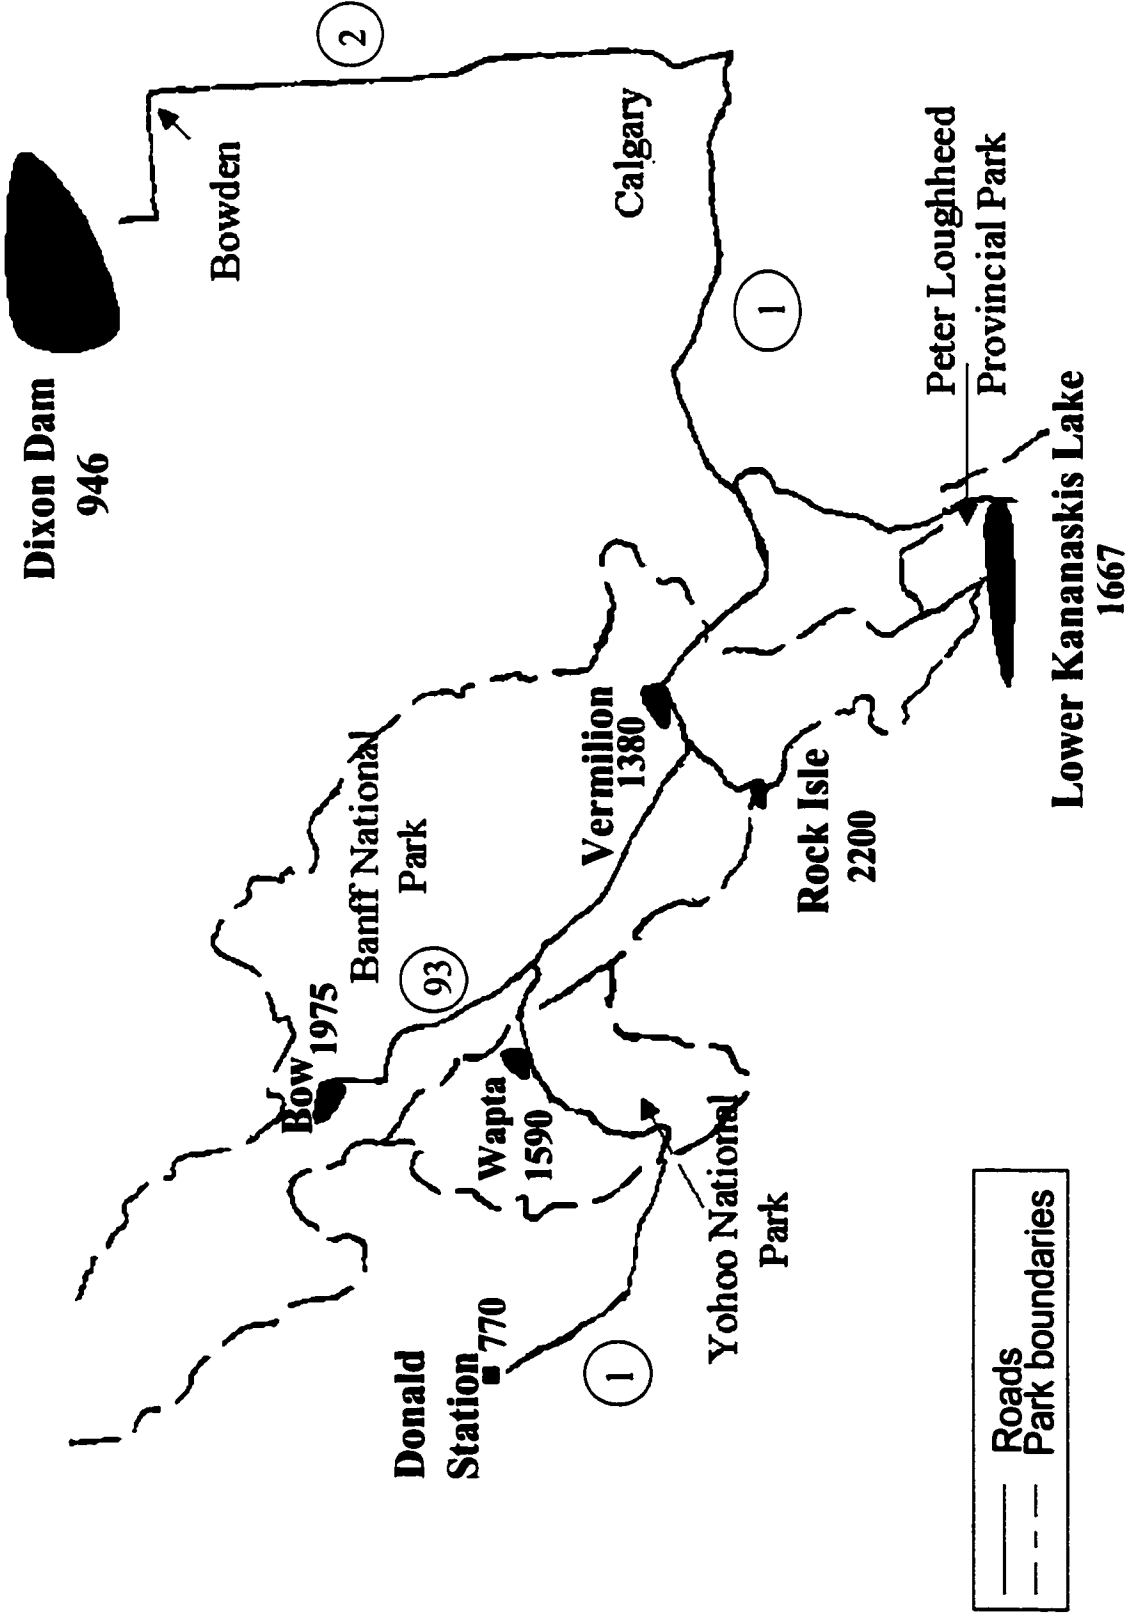 Dixon Dam
946
2
Bowden
Calgary
1
Peter Loughheed
Provincial Park
Lower Kananaskis Lake
1667
Banff National
Park
93
Bow
1975
Vermilion
1380
Rock Isle
2200
Wapta
1590
Yohoo National
Park
Donald
Station
770
1
Roads
Park boundaries